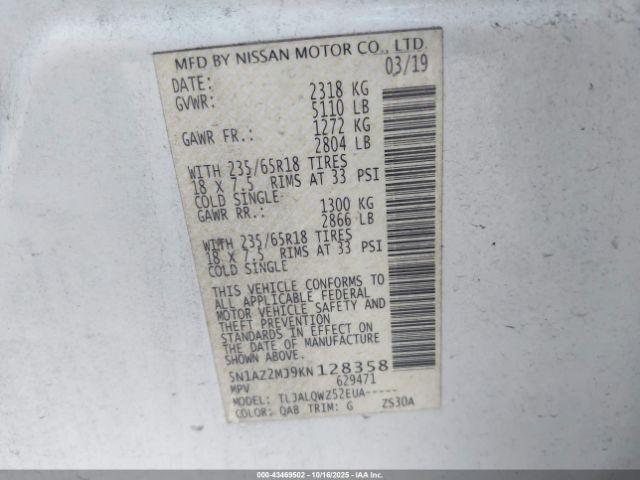 MFD BY NISSAN MOTOR CO., LTD.
DATE: 03/19
GVWR: 2318 KG
5110 LB
GAWR FR.: 1272 KG
2804 LB
WITH 235/65R18 TIRES
18 X 7.5 RIMS AT 33 PSI
COLD SINGLE
GAWR RR.: 1300 KG
2866 LB
WITH 235/65R18 TIRES
18 X 7.5 RIMS AT 33 PSI
COLD SINGLE
THIS VEHICLE CONFORMS TO
ALL APPLICABLE FEDERAL
MOTOR VEHICLE SAFETY AND
THEFT PREVENTION
STANDARDS IN EFFECT ON
THE DATE OF MANUFACTURE
SHOWN ABOVE.
5N1AZ2MJ9KN128358
MPV 629471
MODEL: TLJALQWZ52EUA-----
COLOR: QAB TRIM: G ZS30A
000-43469502 - 10/16/2025 - IAAI.COM